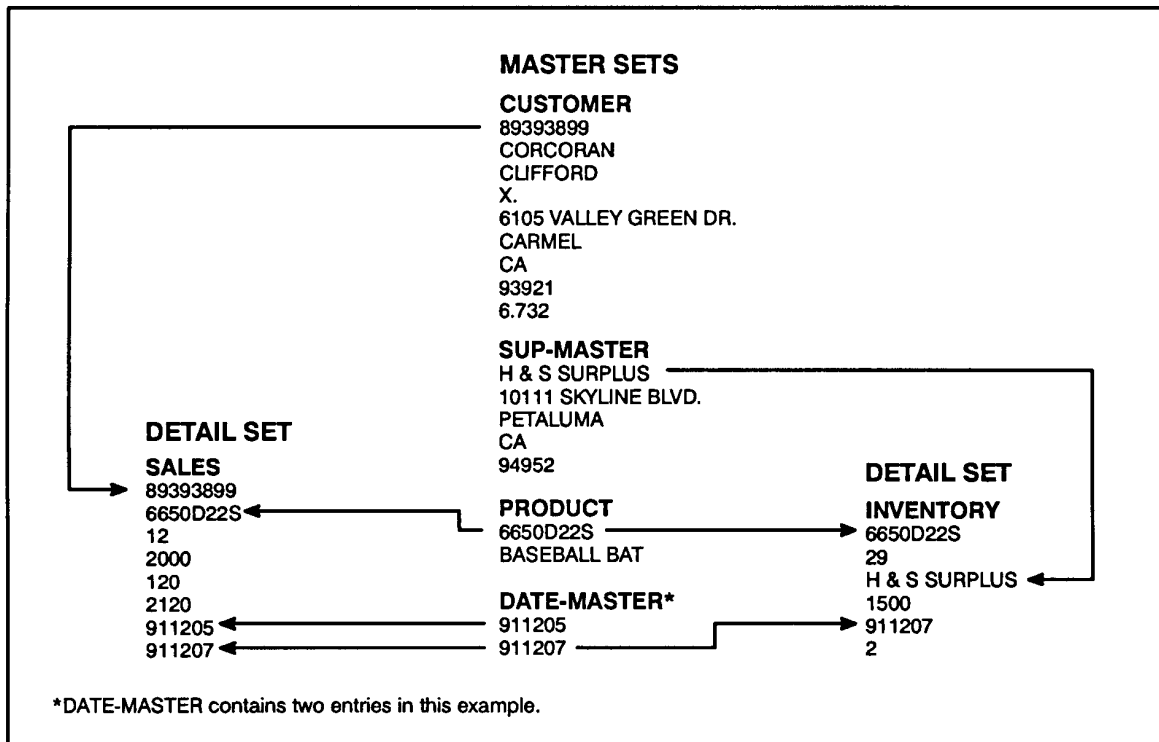 MASTER SETS
CUSTOMER
89393899
CORCORAN
CLIFFORD
X.
6105 VALLEY GREEN DR.
CARMEL
CA
93921
6.732
SUP-MASTER
H & S SURPLUS
10111 SKYLINE BLVD.
PETALUMA
CA
94952
DETAIL SET
SALES
89393899
6650D22S
12
2000
120
2120
911205
911207
PRODUCT
6650D22S
BASEBALL BAT
DATE-MASTER*
911205
911207
DETAIL SET
INVENTORY
6650D22S
29
H & S SURPLUS
1500
911207
2
*DATE-MASTER contains two entries in this example.